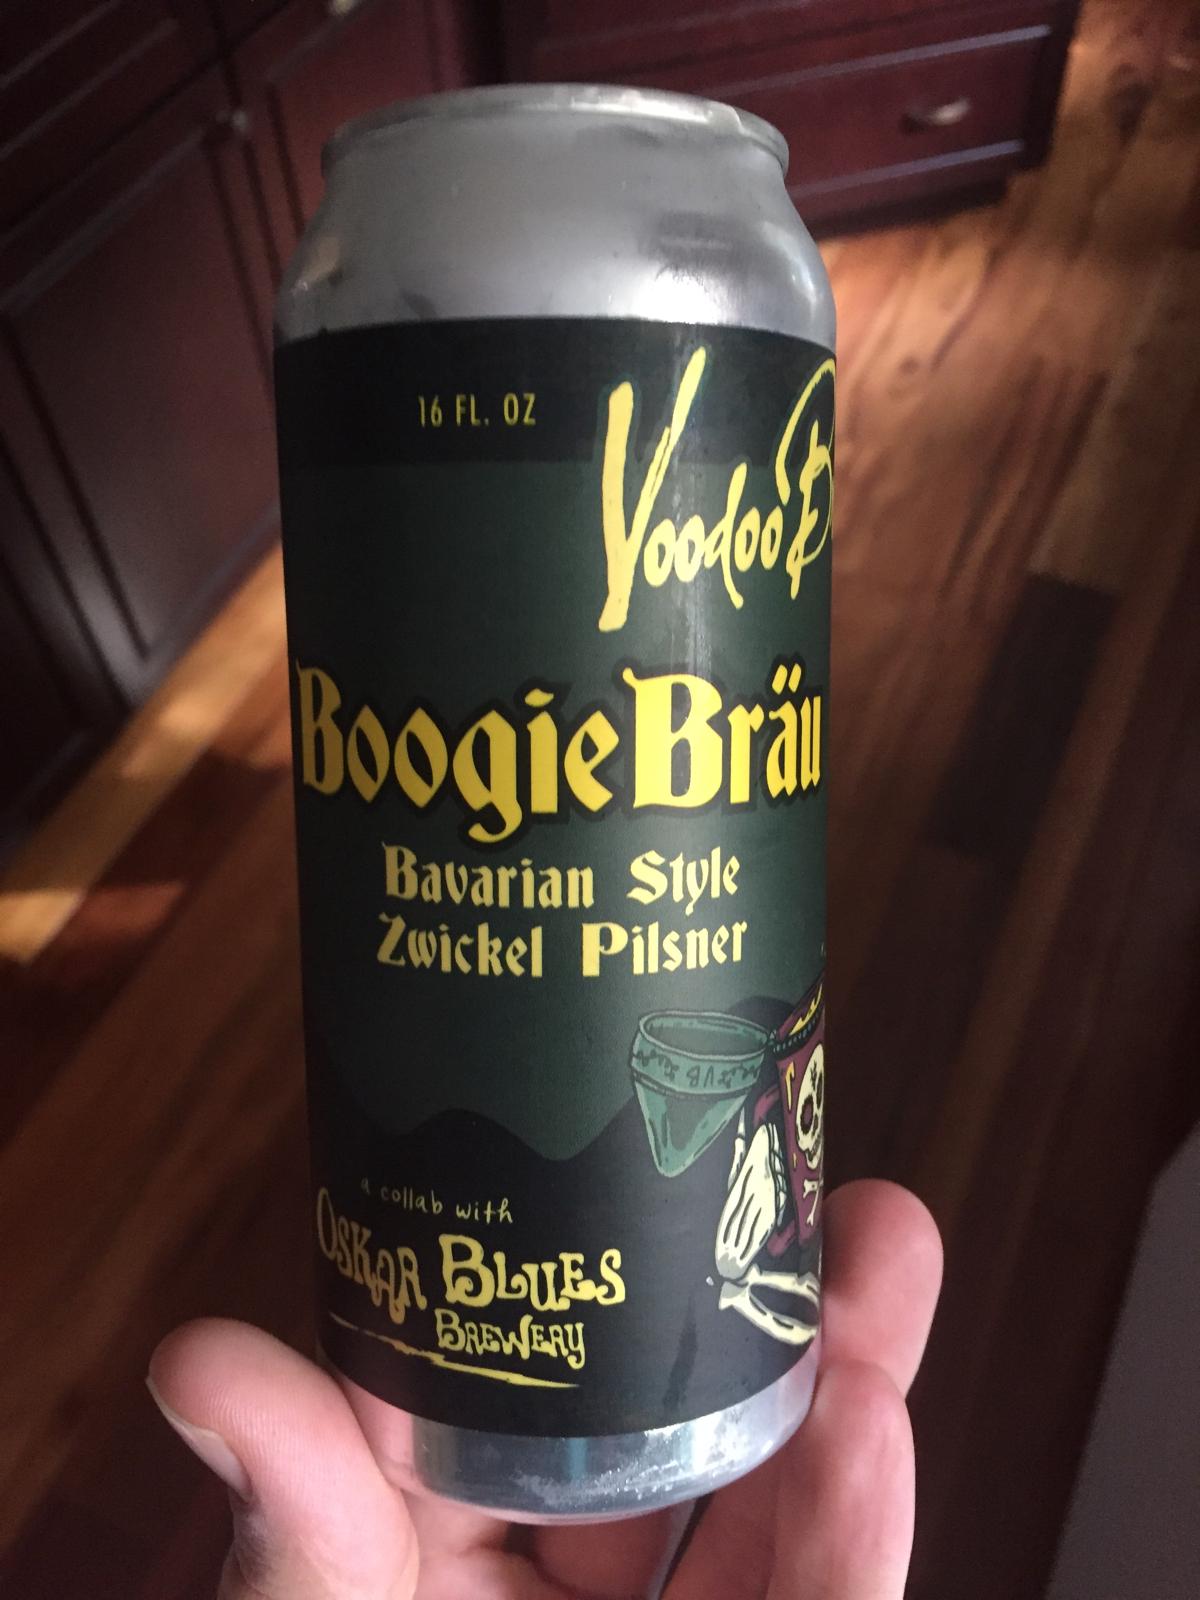 16 FL. OZ
Voodoo B
BoogieBräu
Bavarian Style
Zwickel Pilsner
a collab with
OSKAR BLUES
BREWERY